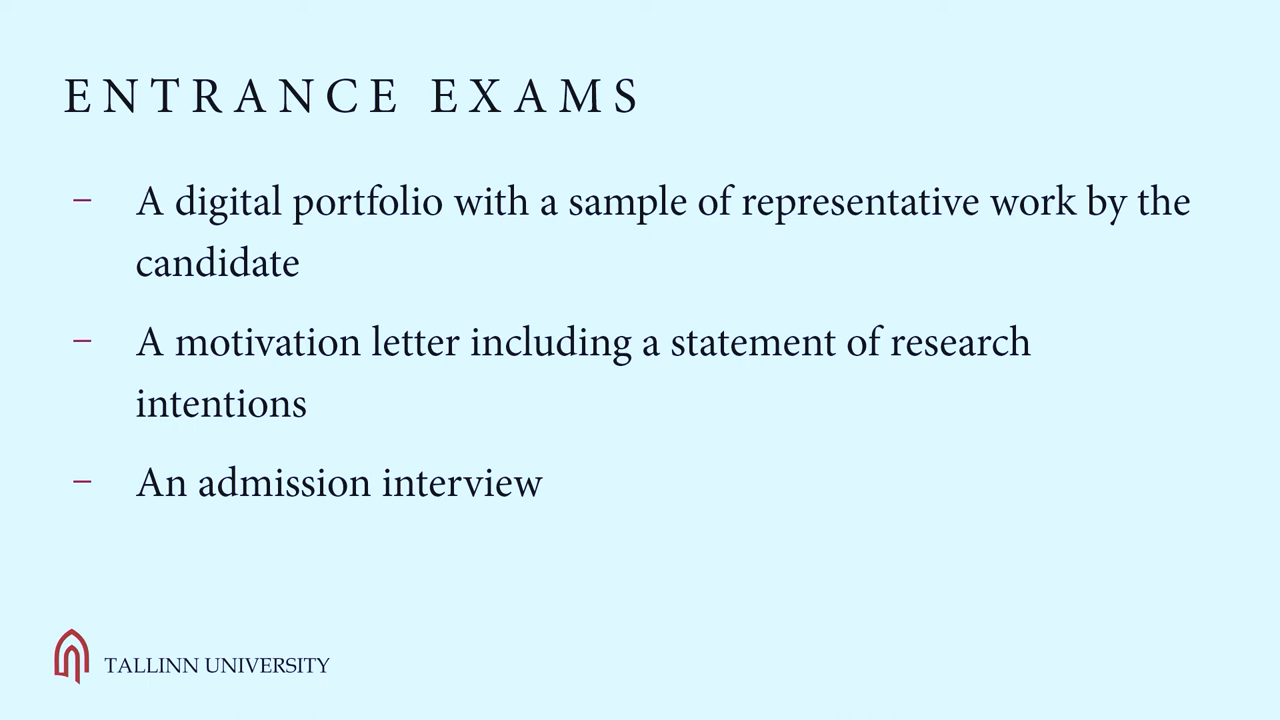 ENTRANCE EXAMS
– A digital portfolio with a sample of representative work by the
candidate
– A motivation letter including a statement of research
intentions
– An admission interview
TALLINN UNIVERSITY